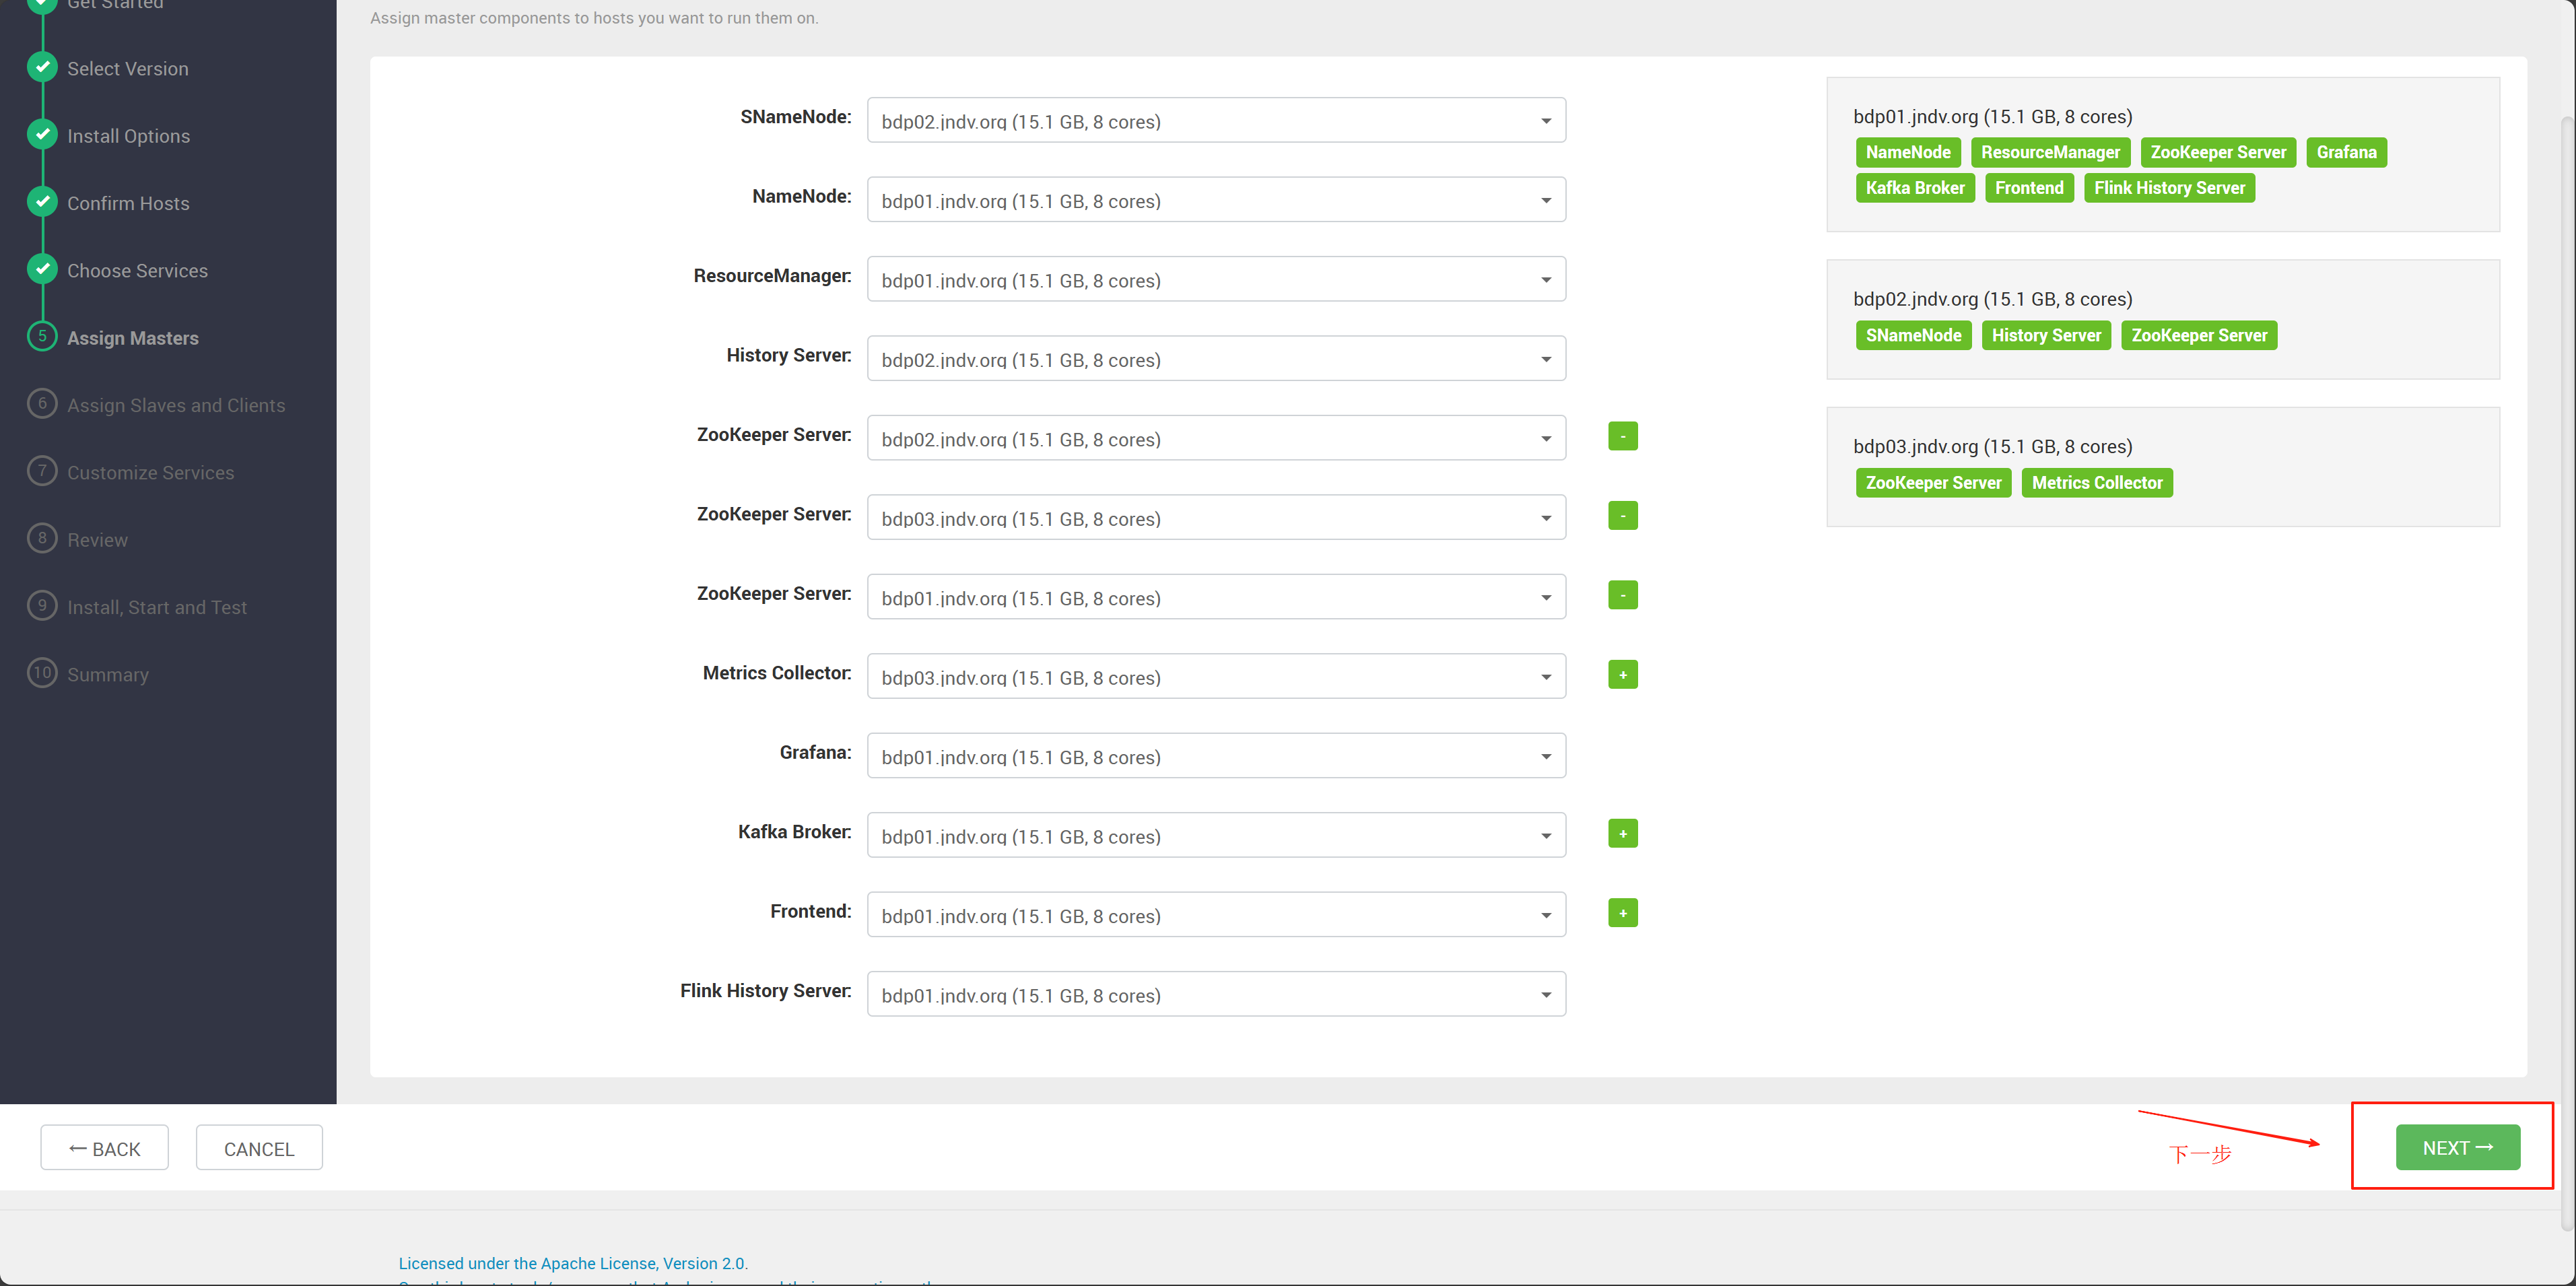 Get Started
Select Version
Install Options
Confirm Hosts
Choose Services
5 Assign Masters
6 Assign Slaves and Clients
7 Customize Services
8 Review
9 Install, Start and Test
10 Summary
Assign master components to hosts you want to run them on.
SNameNode: bdp02.jndv.org (15.1 GB, 8 cores)
NameNode: bdp01.jndv.org (15.1 GB, 8 cores)
ResourceManager: bdp01.jndv.org (15.1 GB, 8 cores)
History Server: bdp02.jndv.org (15.1 GB, 8 cores)
ZooKeeper Server: bdp02.jndv.org (15.1 GB, 8 cores) -
ZooKeeper Server: bdp03.jndv.org (15.1 GB, 8 cores) -
ZooKeeper Server: bdp01.jndv.org (15.1 GB, 8 cores) -
Metrics Collector: bdp03.jndv.org (15.1 GB, 8 cores) +
Grafana: bdp01.jndv.org (15.1 GB, 8 cores)
Kafka Broker: bdp01.jndv.org (15.1 GB, 8 cores) +
Frontend: bdp01.jndv.org (15.1 GB, 8 cores) +
Flink History Server: bdp01.jndv.org (15.1 GB, 8 cores)
bdp01.jndv.org (15.1 GB, 8 cores)
NameNode ResourceManager ZooKeeper Server Grafana
Kafka Broker Frontend Flink History Server
bdp02.jndv.org (15.1 GB, 8 cores)
SNameNode History Server ZooKeeper Server
bdp03.jndv.org (15.1 GB, 8 cores)
ZooKeeper Server Metrics Collector
← BACK CANCEL 下一步 NEXT →
Licensed under the Apache License, Version 2.0.